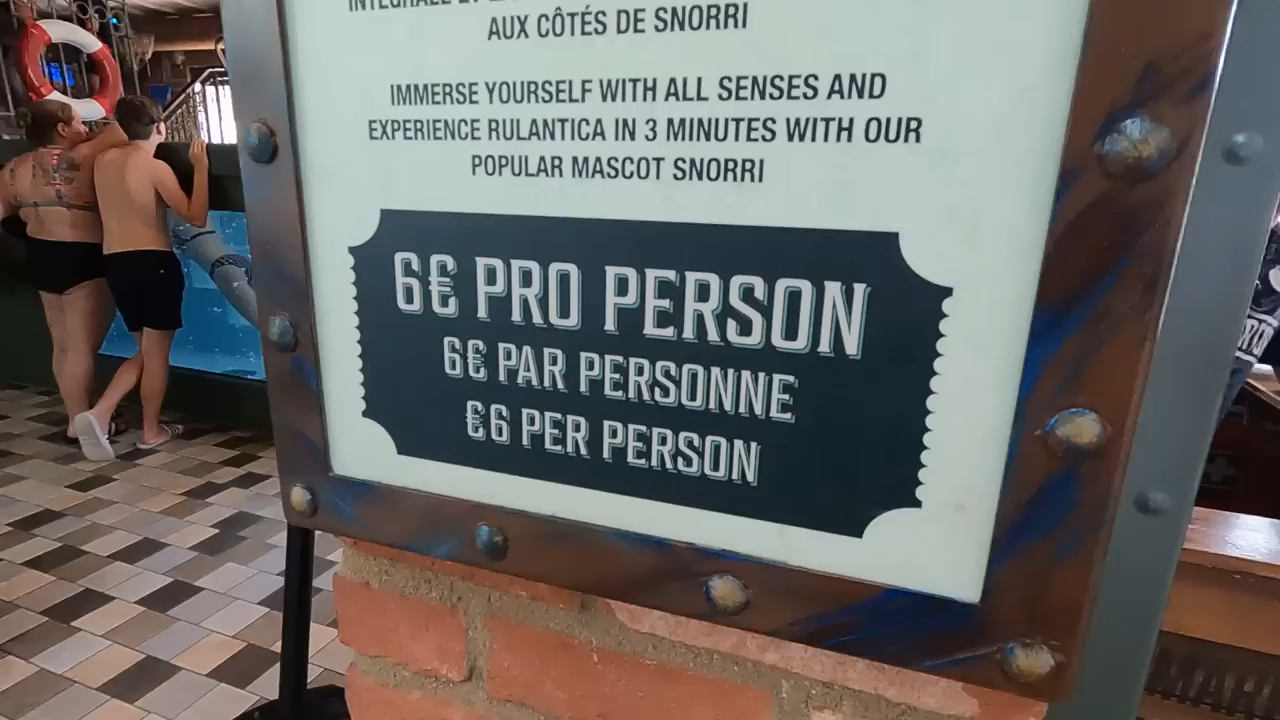 AUX CÔTÉS DE SNORRI
IMMERSE YOURSELF WITH ALL SENSES AND
EXPERIENCE RULANTICA IN 3 MINUTES WITH OUR
POPULAR MASCOT SNORRI
6€ PRO PERSON
6€ PAR PERSONNE
€6 PER PERSON